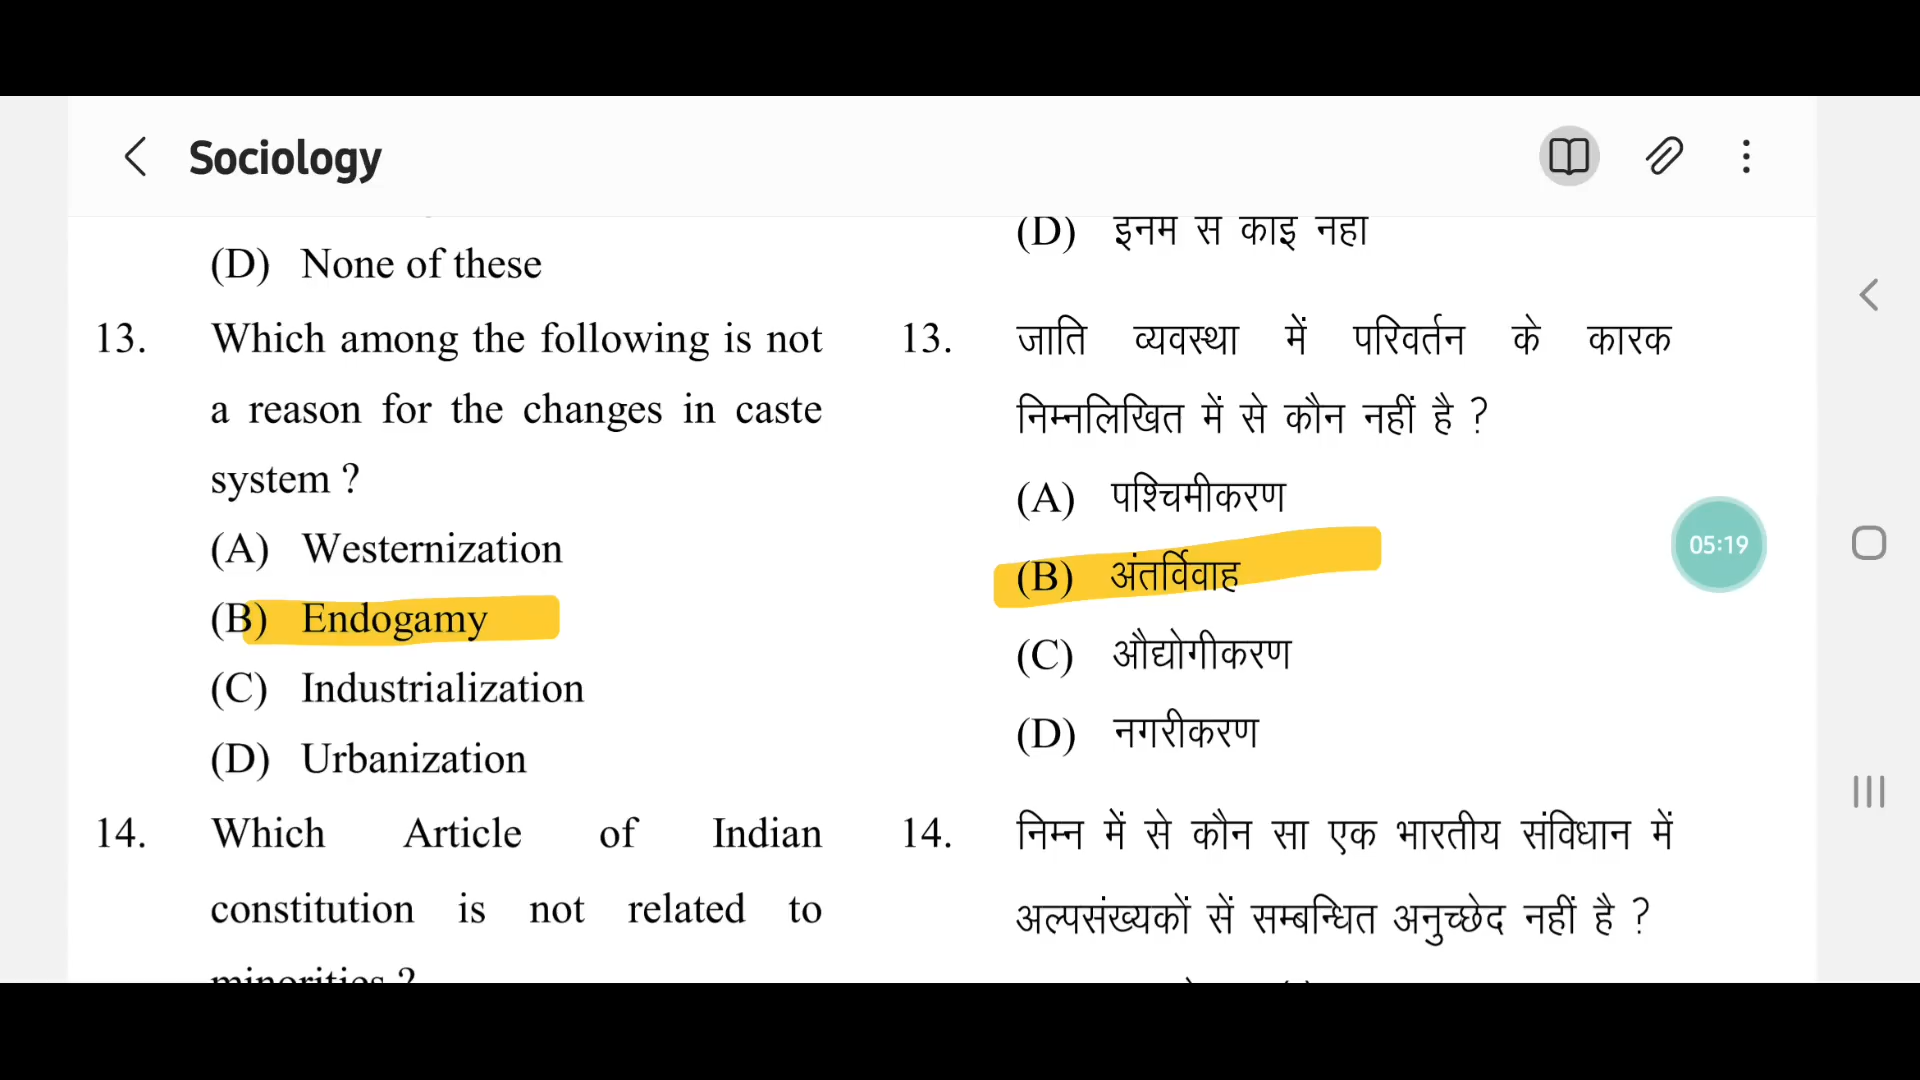 Sociology
(D) None of these
13. Which among the following is not
a reason for the changes in caste
system ?
(A) Westernization
(B) Endogamy
(C) Industrialization
(D) Urbanization
14. Which Article of Indian
constitution is not related to
minorities ?
(D) इनमें से कोई नहीं
13. जाति व्यवस्था में परिवर्तन के कारक
निम्नलिखित में से कौन नहीं है ?
(A) पश्चिमीकरण
(B) अंतर्विवाह
(C) औद्योगीकरण
(D) नगरीकरण
14. निम्न में से कौन सा एक भारतीय संविधान में
अल्पसंख्यकों सें सम्बन्धित अनुच्छेद नहीं है ?
05:19